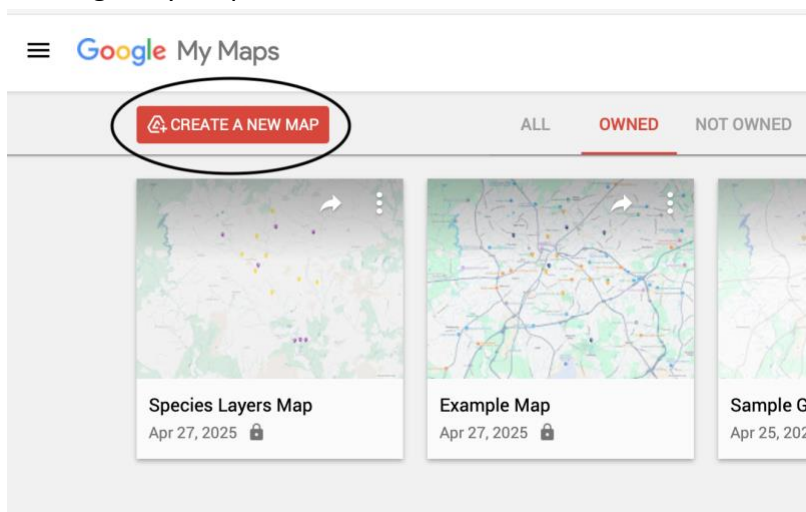 Google My Maps
CREATE A NEW MAP
ALL OWNED NOT OWNED
Species Layers Map
Apr 27, 2025
Example Map
Apr 27, 2025
Sample G
Apr 25, 202